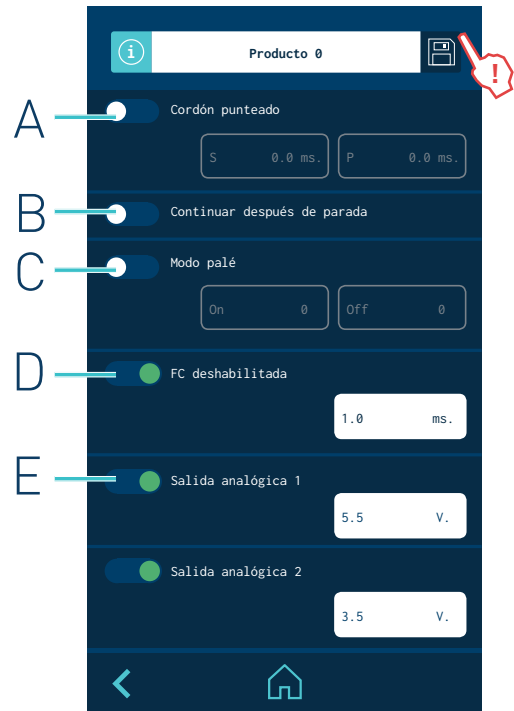 i Producto 0 !
A Cordón punteado
S 0.0 ms. P 0.0 ms.
B Continuar después de parada
C Modo palé
On 0 Off 0
D FC deshabilitada
1.0 ms.
E Salida analógica 1
5.5 V.
Salida analógica 2
3.5 V.